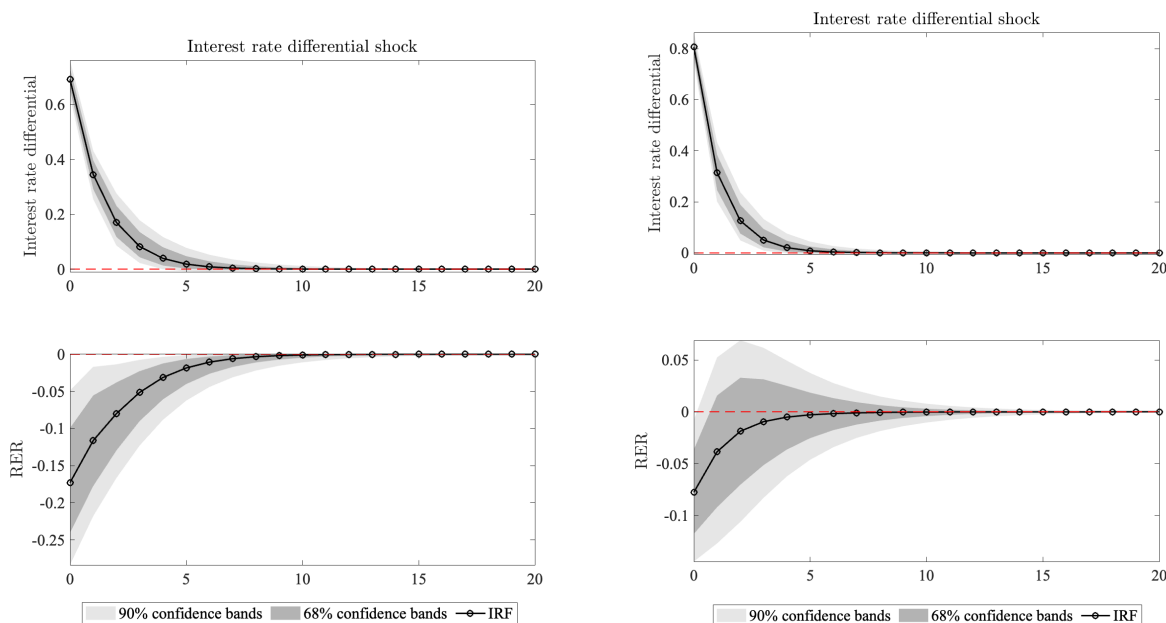 Interest rate differential shock
Interest rate differential
0.6
0.4
0.2
0
0 5 10 15 20
RER
0
-0.05
-0.1
-0.15
-0.2
-0.25
0 5 10 15 20
90% confidence bands 68% confidence bands IRF
Interest rate differential shock
Interest rate differential
0.8
0.6
0.4
0.2
0
0 5 10 15 20
RER
0.05
0
-0.05
-0.1
0 5 10 15 20
90% confidence bands 68% confidence bands IRF